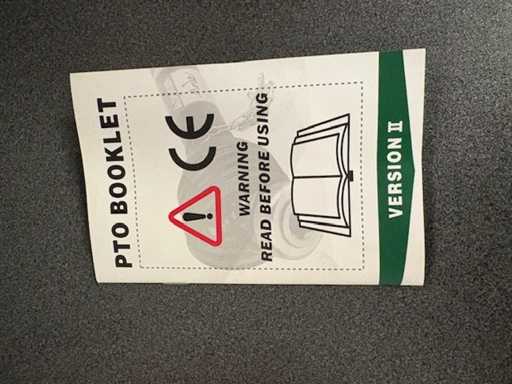 PTO BOOKLET
CE
WARNING
READ BEFORE USING
VERSION II